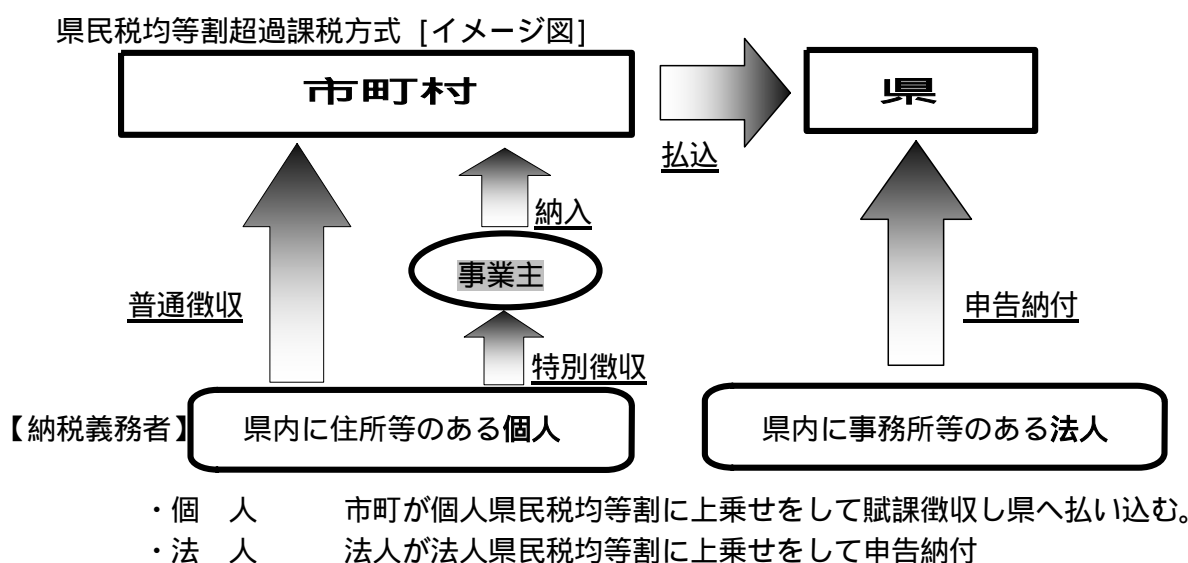 県民税均等割超過課税方式 [イメージ図]
市町村
県
払込
納入
事業主
普通徴収
申告納付
特別徴収
【納税義務者】 県内に住所等のある個人
県内に事務所等のある法人
・個　人　　　市町が個人県民税均等割に上乗せをして賦課徴収し県へ払い込む。
・法　人　　　法人が法人県民税均等割に上乗せをして申告納付